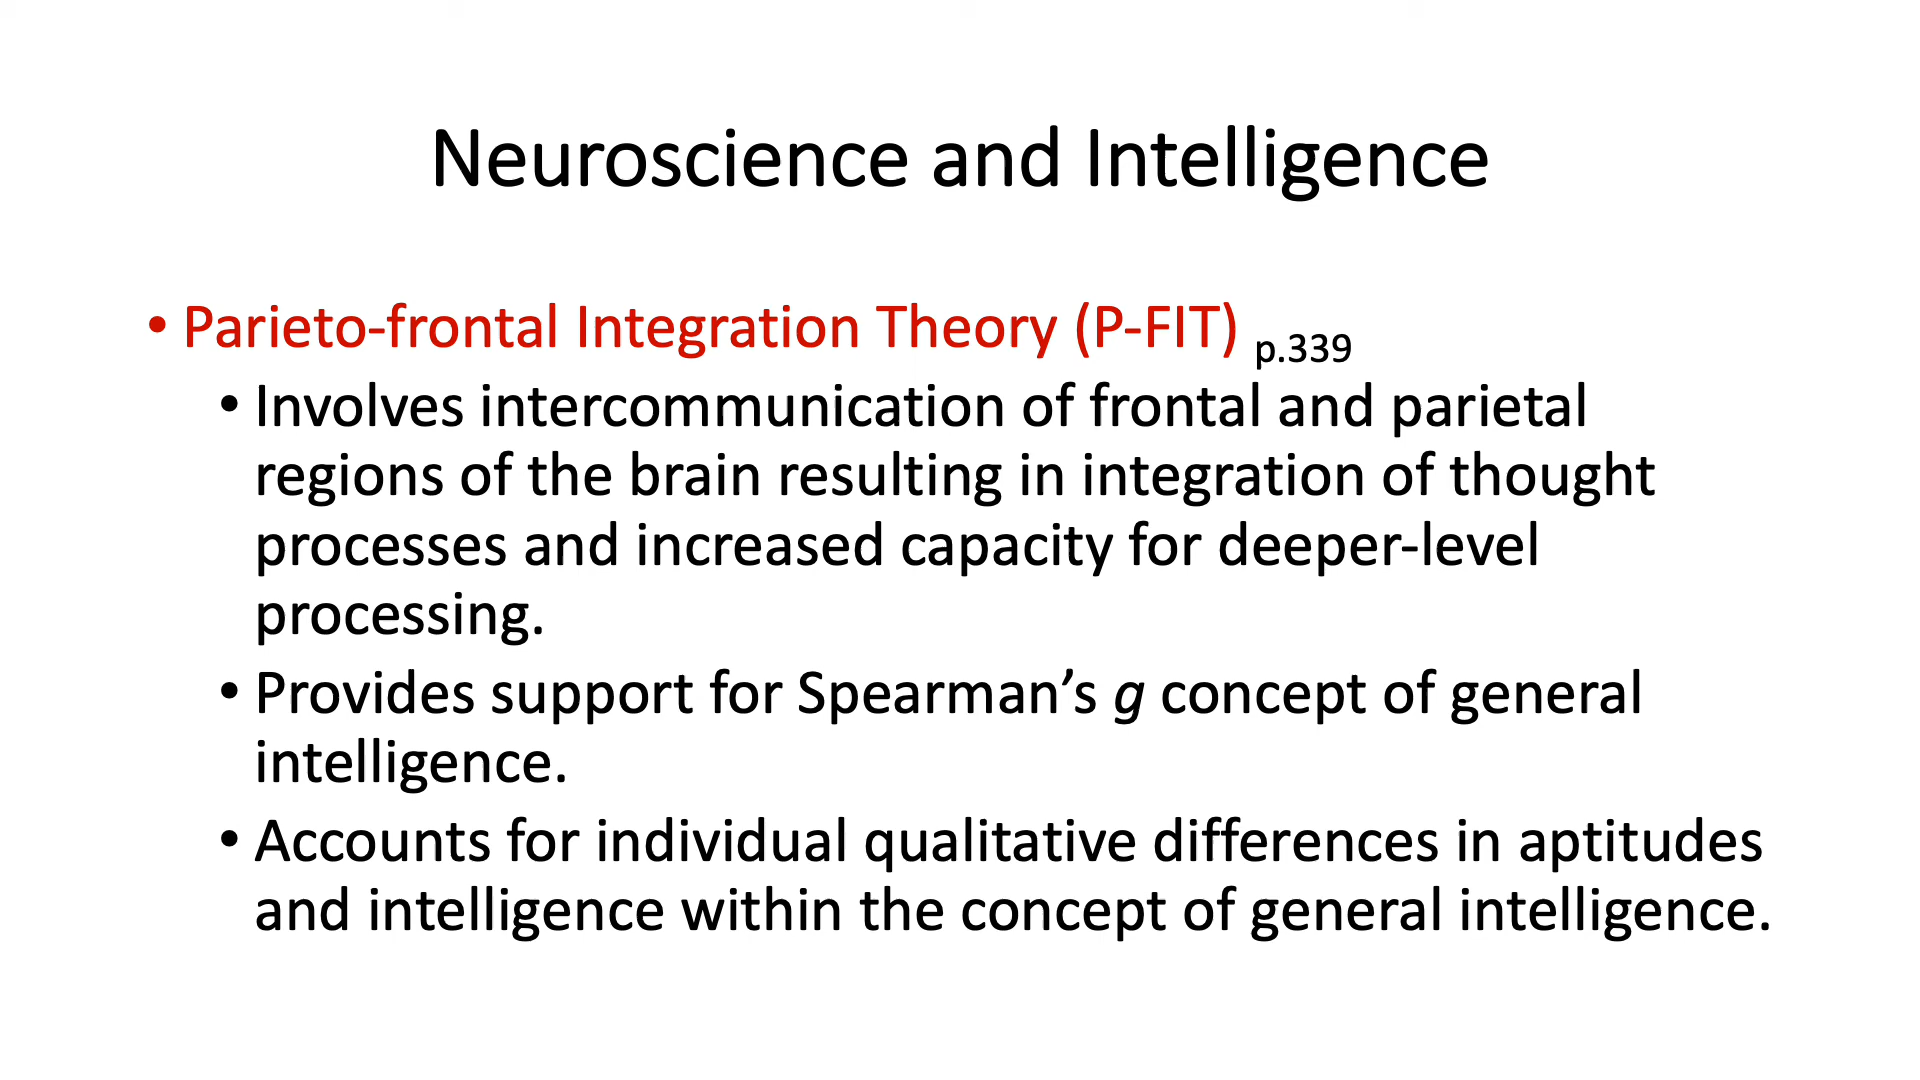 Neuroscience and Intelligence
• Parieto-frontal Integration Theory (P-FIT) p.339
• Involves intercommunication of frontal and parietal
regions of the brain resulting in integration of thought
processes and increased capacity for deeper-level
processing.
• Provides support for Spearman’s g concept of general
intelligence.
• Accounts for individual qualitative differences in aptitudes
and intelligence within the concept of general intelligence.